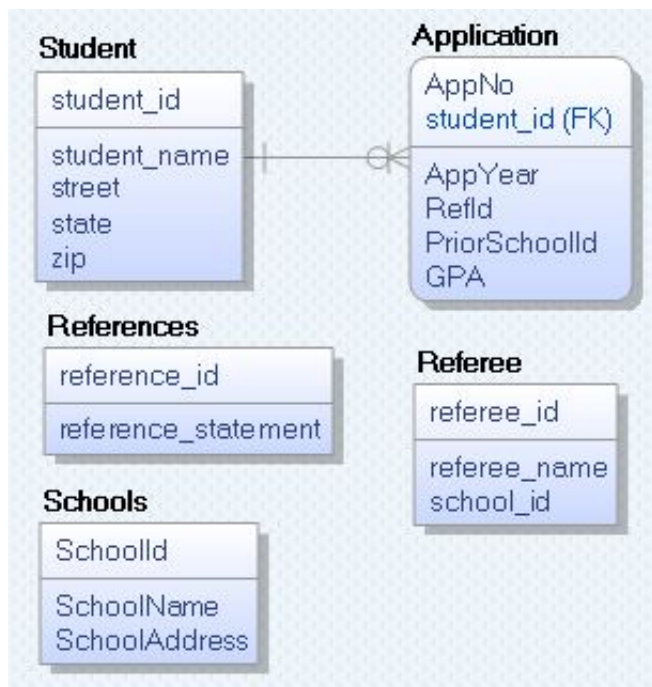 Student
student_id
student_name
street
state
zip
Application
AppNo
student_id (FK)
AppYear
RefId
PriorSchoolId
GPA
References
reference_id
reference_statement
Referee
referee_id
referee_name
school_id
Schools
SchoolId
SchoolName
SchoolAddress